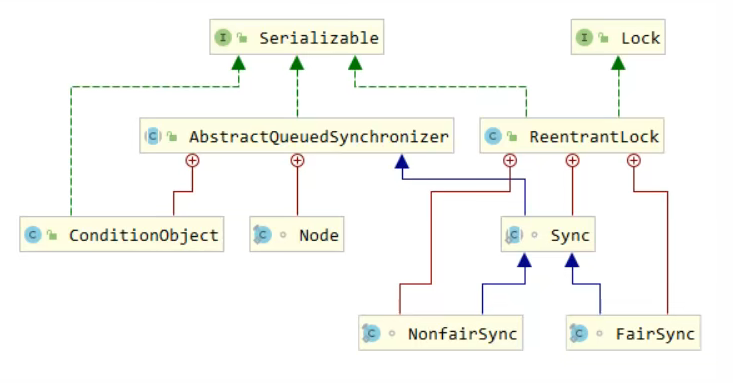 I Serializable
I Lock
C AbstractQueuedSynchronizer
C ReentrantLock
C ConditionObject
C Node
C Sync
C NonfairSync
C FairSync